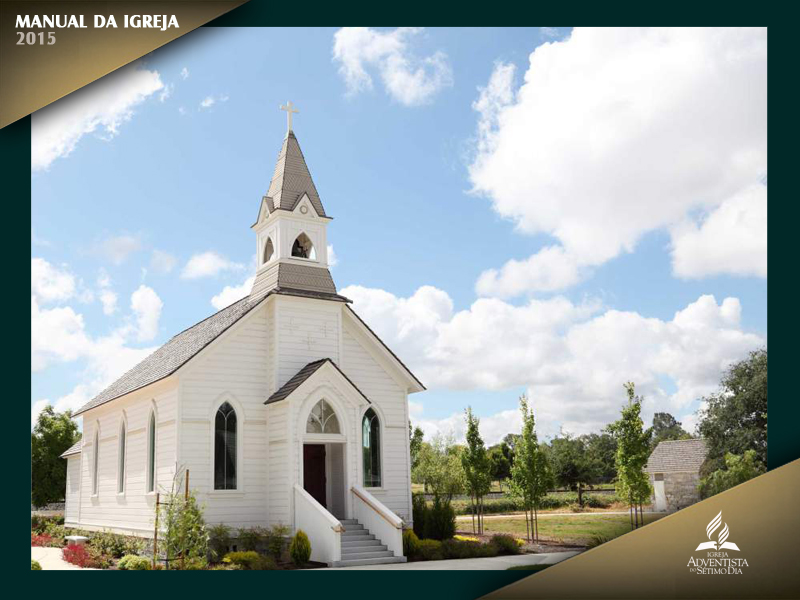 MANUAL DA IGREJA
2015
IGREJA
ADVENTISTA
DO SÉTIMO DIA